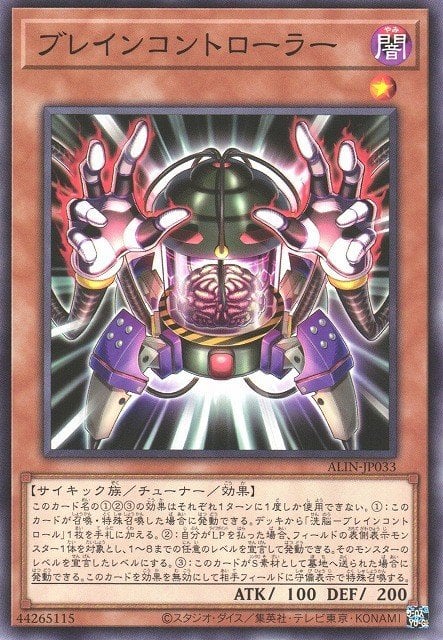 ブレインコントローラー
やみ
闇
ALIN-JP033
【サイキック族／チューナー／効果】
このカード名の①②③の効果はそれぞれ１ターンに１度しか使用できない。①：こ
のカードが召喚・特殊召喚した場合に発動できる。デッキから「洗脳－ブレインコン
トロール」１枚を手札に加える。②：自分がLPを払った場合、フィールドの表側表示モン
スター１体を対象とし、１～８までの任意のレベルを宣言して発動できる。そのモンスター
のレベルを宣言したレベルにする。③：このカードがＳ素材として墓地へ送られた場合に
発動できる。このカードを効果を無効にして相手フィールドに守備表示で特殊召喚する。
ATK/ 100 DEF/ 200
44265115
©スタジオ・ダイス/集英社・テレビ東京・KONAMI